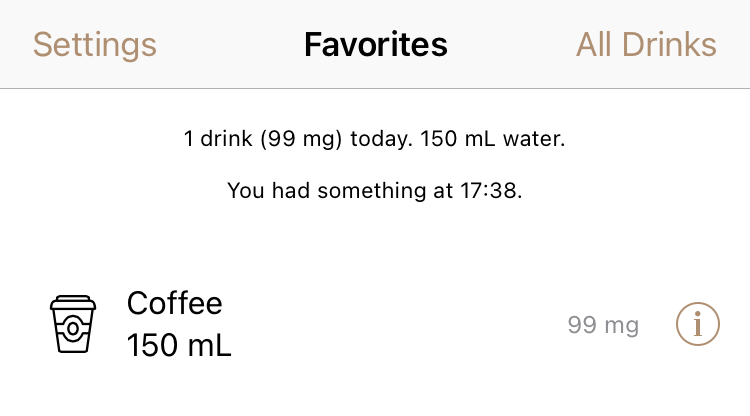 Settings Favorites All Drinks
1 drink (99 mg) today. 150 mL water.
You had something at 17:38.
Coffee
150 mL
99 mg